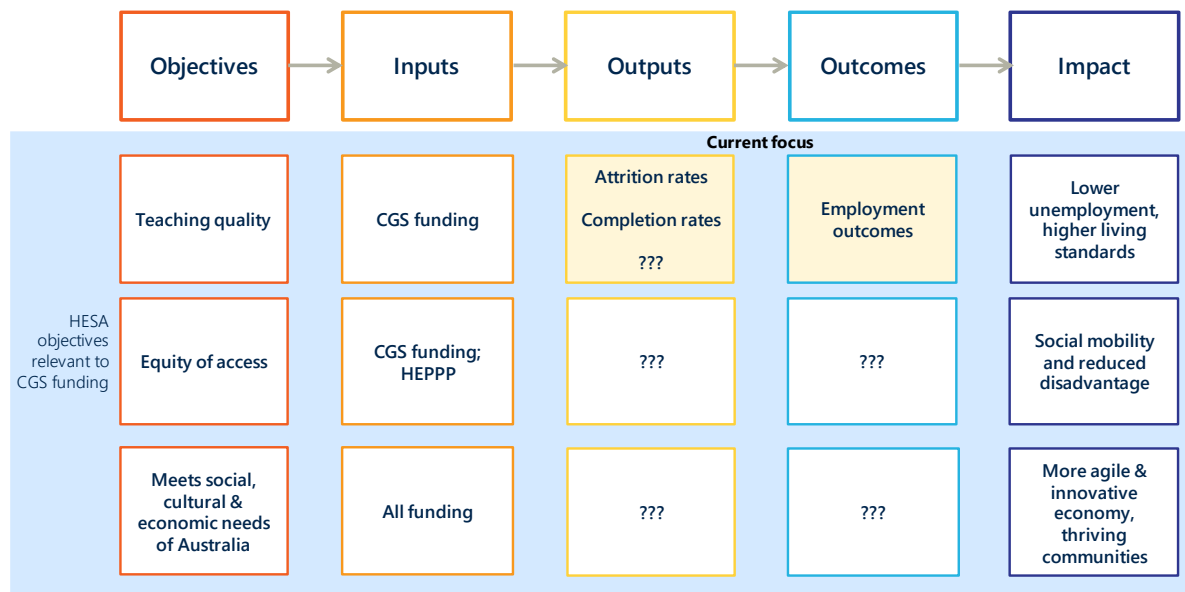 Objectives
Inputs
Outputs
Outcomes
Impact
Current focus
HESA
objectives
relevant to
CGS funding
Teaching quality
CGS funding
Attrition rates
Completion rates
???
Employment
outcomes
Lower
unemployment,
higher living
standards
Equity of access
CGS funding;
HEPPP
???
???
Social mobility
and reduced
disadvantage
Meets social,
cultural &
economic needs
of Australia
All funding
???
???
More agile &
innovative
economy,
thriving
communities